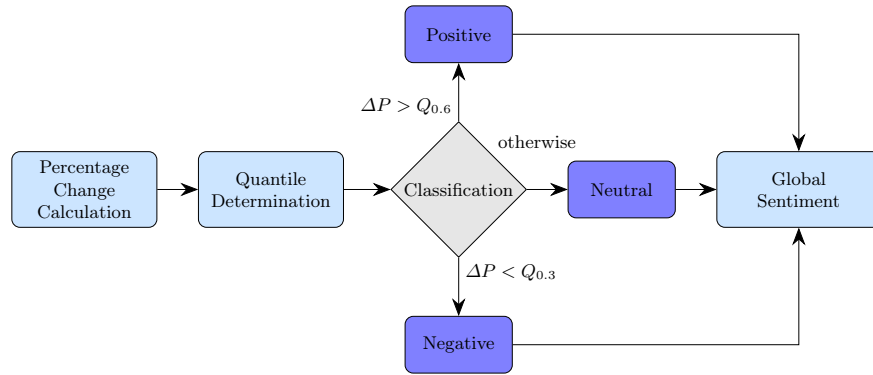 Positive
ΔP > Q0.6
otherwise
Percentage
Change
Calculation
Quantile
Determination
Classification
Neutral
Global
Sentiment
ΔP < Q0.3
Negative